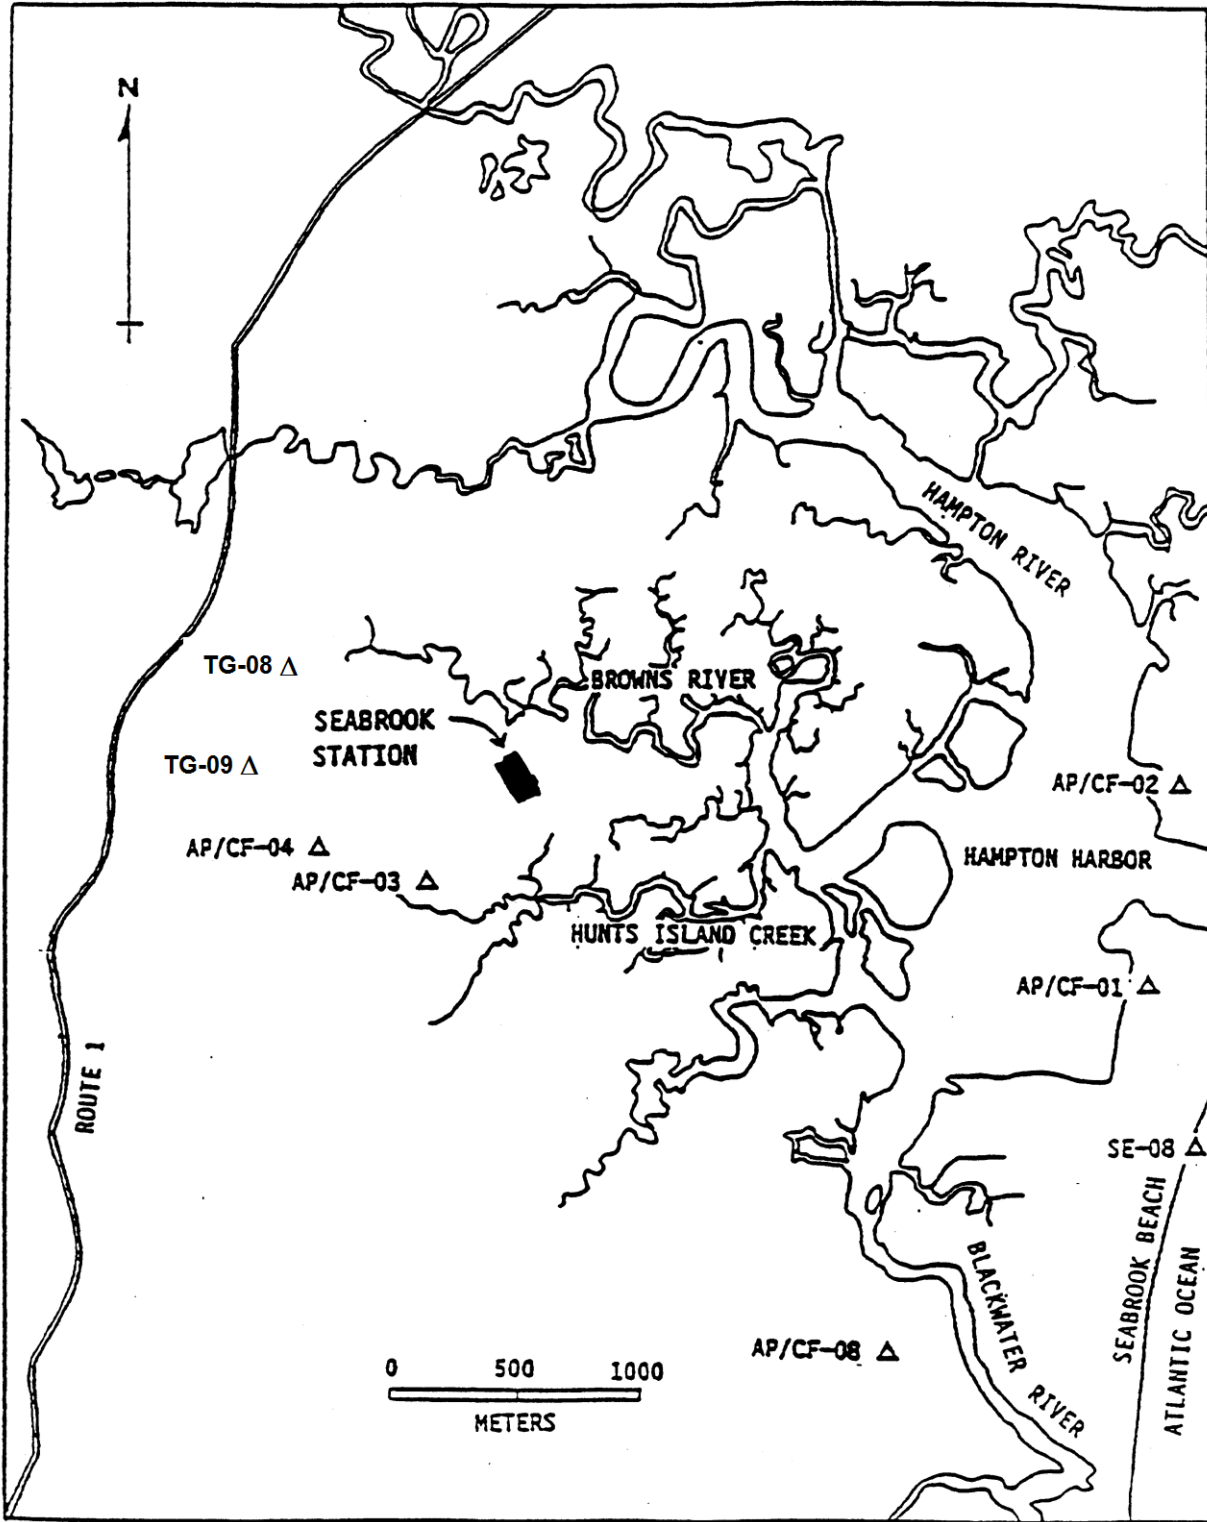 N
HAMPTON RIVER
TG-08 Δ
BROWNS RIVER
SEABROOK
STATION
TG-09 Δ
AP/CF-02 Δ
AP/CF-04 Δ
HAMPTON HARBOR
AP/CF-03 Δ
HUNTS ISLAND CREEK
AP/CF-01 Δ
ROUTE 1
SE-08 Δ
SEABROOK BEACH
ATLANTIC OCEAN
BLACKWATER RIVER
AP/CF-08 Δ
0 500 1000
METERS